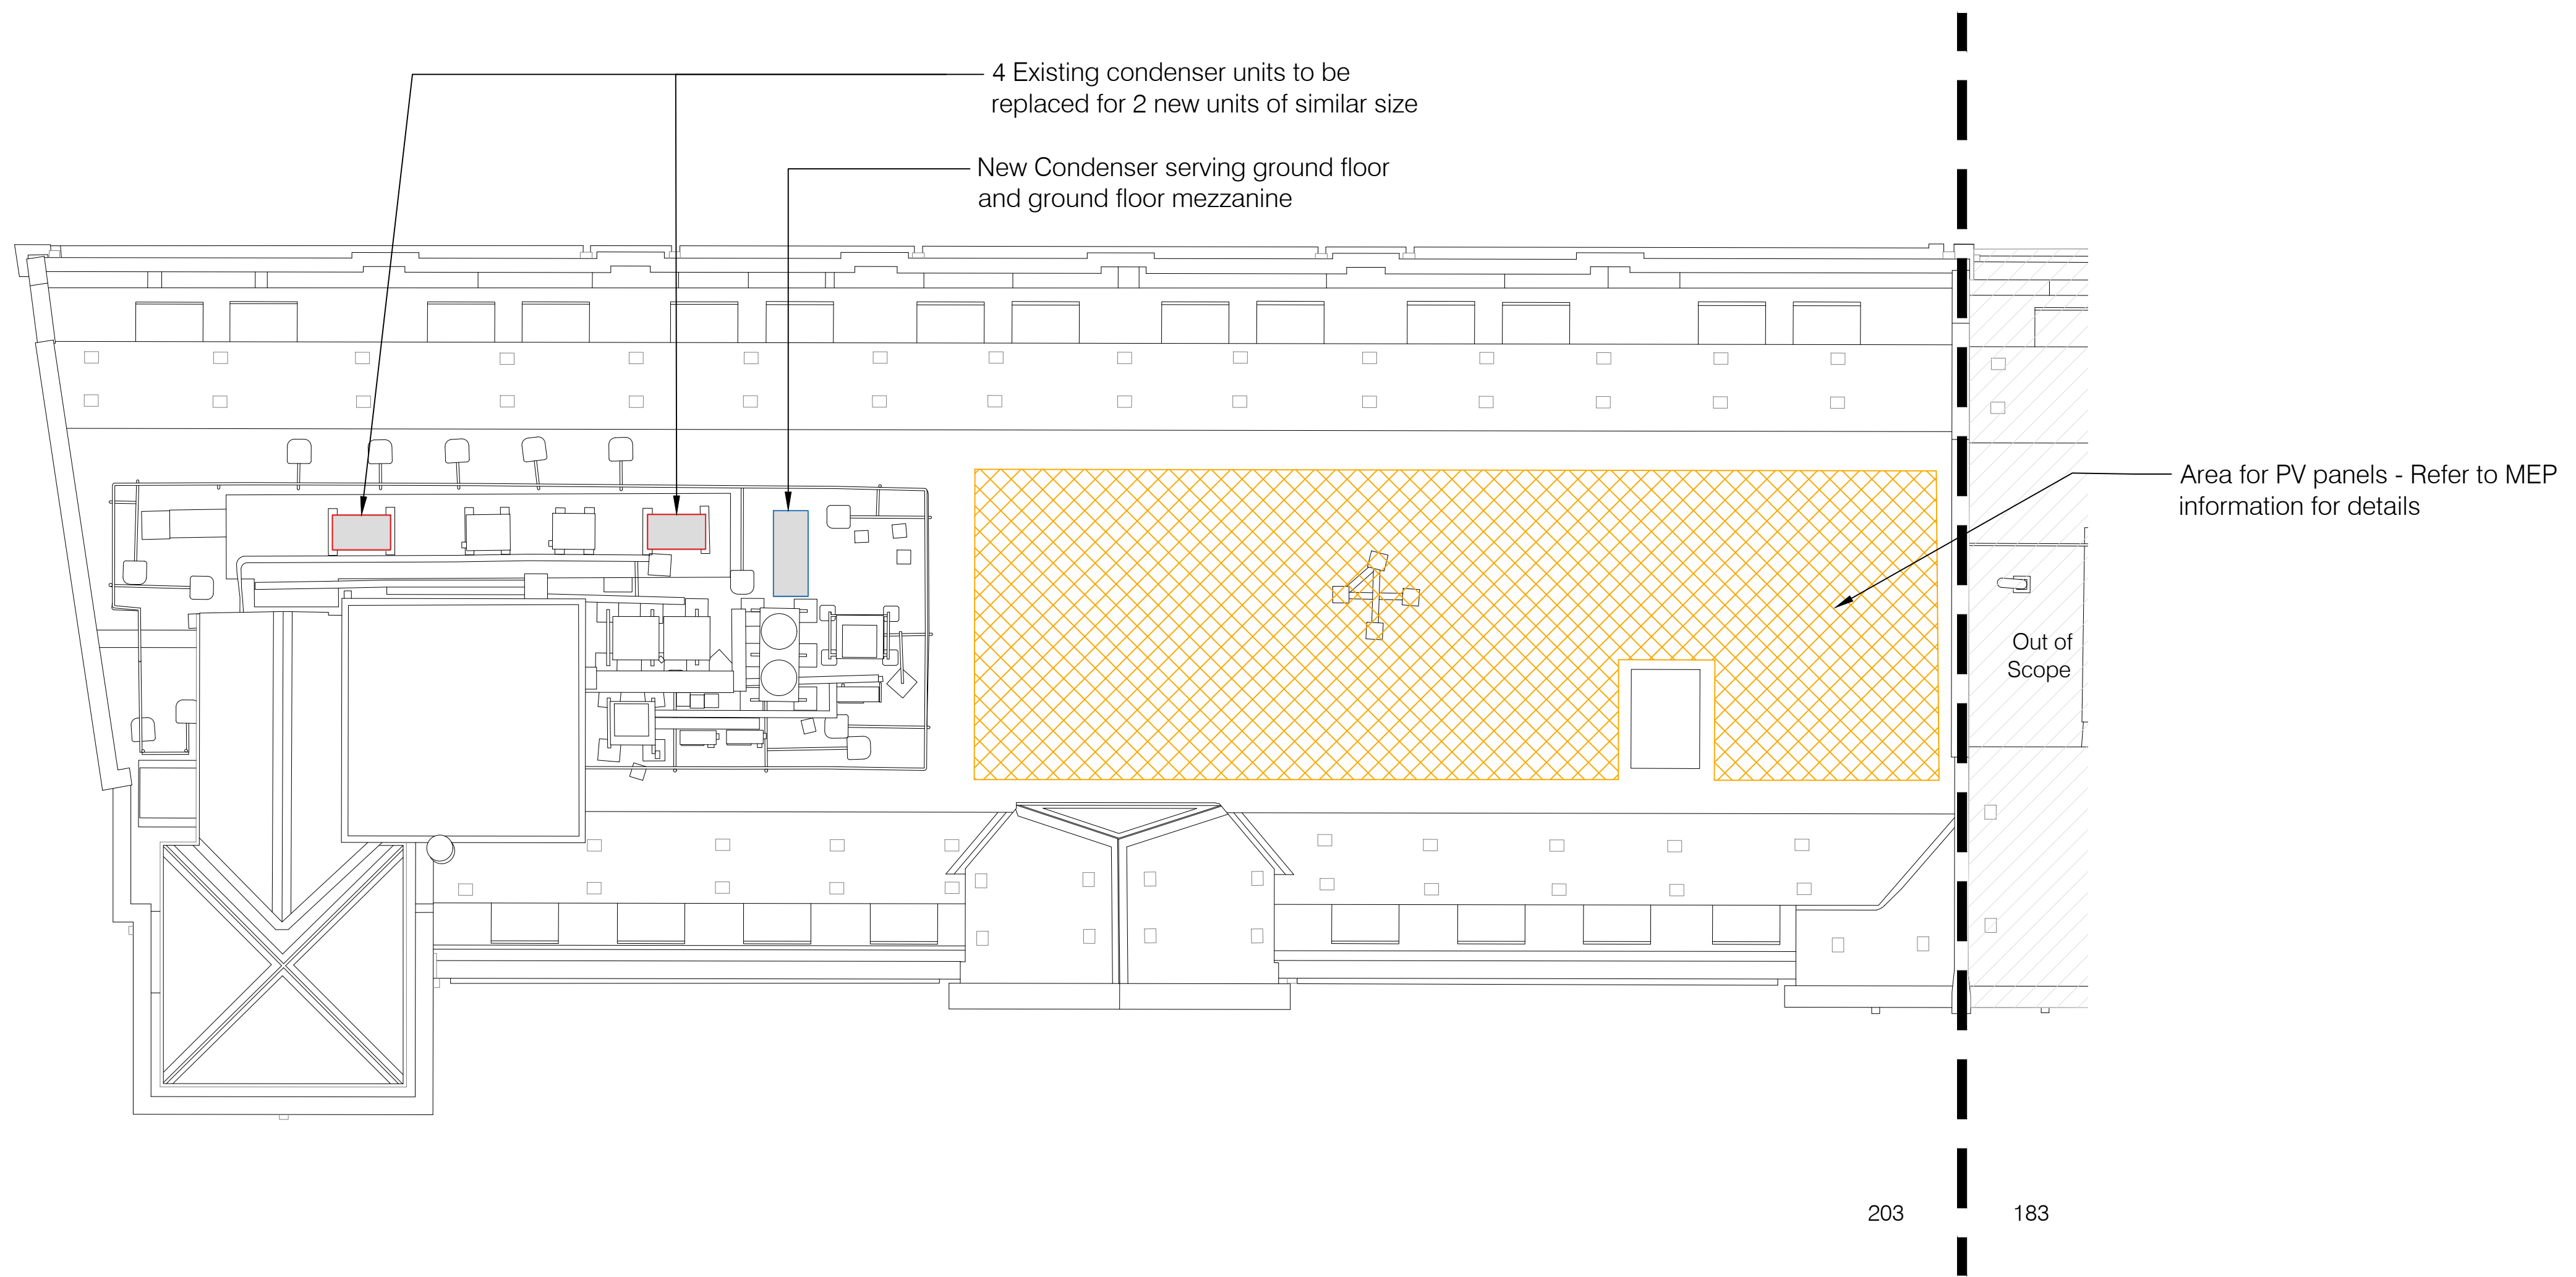 4 Existing condenser units to be
replaced for 2 new units of similar size
New Condenser serving ground floor
and ground floor mezzanine
Area for PV panels - Refer to MEP
information for details
Out of
Scope
203
183